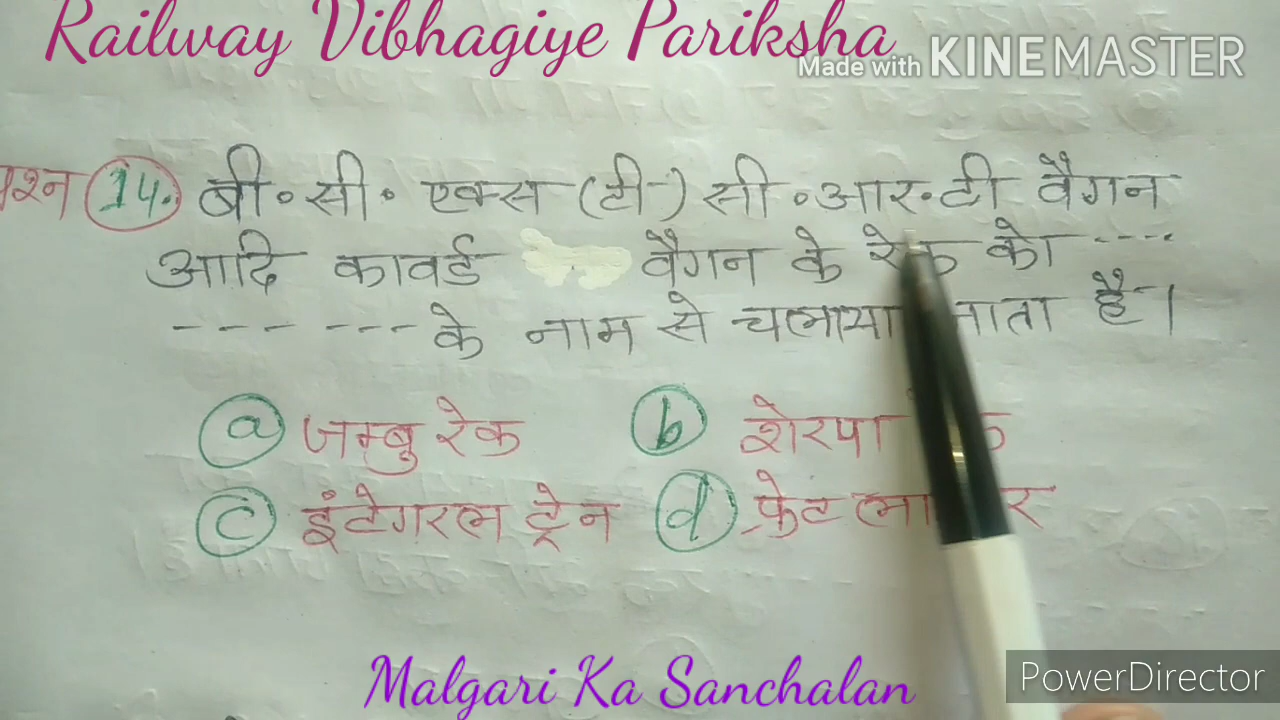 Railway Vibhagiye Pariksha
Made with KINEMASTER
प्रश्न 14. बी॰सी॰ एक्स (टी) सी॰आर॰टी वैगन
आदि कावर्ड वैगन के को ----
--- --- के नाम से चलाया जाता है।
a जम्बु रेक b शेरपा
c इंटेगरल ट्रेन d फ्रेट
Malgari Ka Sanchalan
PowerDirector